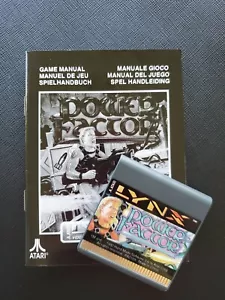 GAME MANUAL
MANUEL DE JEU
SPIELHANDBUCH
MANUALE GIOCO
MANUAL DEL JUEGO
SPEL HANDLEIDING
POWER
FACTOR
ATARI
LYNX
POWER
FACTOR